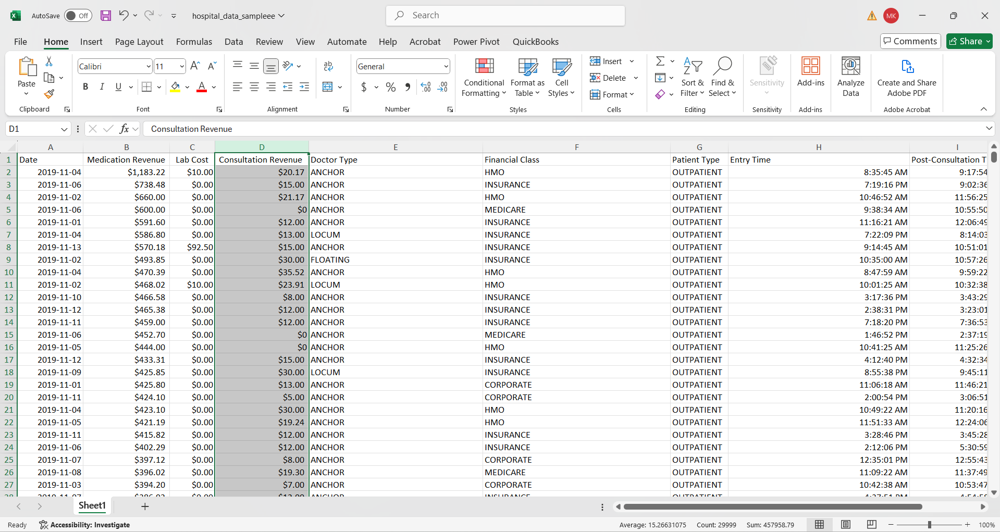 AutoSave Off hospital_data_sampleee Search MK
File Home Insert Page Layout Formulas Data Review View Automate Help Acrobat Power Pivot QuickBooks Comments Share
Paste Calibri 11 General Conditional Formatting Format as Table Cell Styles Insert Delete Format Sort & Filter Find & Select Sensitivity Add-ins Analyze Data Create and Share Adobe PDF
Clipboard Font Alignment Number Styles Cells Editing Sensitivity Add-ins Adobe Acrobat
D1 fx Consultation Revenue
A B C D E F G H I
1 Date Medication Revenue Lab Cost Consultation Revenue Doctor Type Financial Class Patient Type Entry Time Post-Consultation T
2 2019-11-04 $1,183.22 $10.00 $20.17 ANCHOR HMO OUTPATIENT 8:35:45 AM 9:17:54
3 2019-11-06 $738.48 $0.00 $15.00 ANCHOR INSURANCE OUTPATIENT 7:19:16 PM 9:02:36
4 2019-11-02 $660.00 $0.00 $21.17 ANCHOR HMO OUTPATIENT 10:46:52 AM 11:56:25
5 2019-11-06 $600.00 $0.00 $0 ANCHOR MEDICARE OUTPATIENT 9:38:34 AM 10:55:50
6 2019-11-01 $591.60 $0.00 $12.00 ANCHOR INSURANCE OUTPATIENT 11:16:21 AM 12:06:49
7 2019-11-04 $586.80 $0.00 $13.00 LOCUM INSURANCE OUTPATIENT 7:22:09 PM 8:14:03
8 2019-11-13 $570.18 $92.50 $15.00 ANCHOR INSURANCE OUTPATIENT 9:14:45 AM 10:51:01
9 2019-11-02 $493.85 $0.00 $30.00 FLOATING INSURANCE OUTPATIENT 10:35:00 AM 10:57:26
10 2019-11-04 $470.39 $0.00 $35.52 ANCHOR HMO OUTPATIENT 8:47:59 AM 9:59:22
11 2019-11-02 $468.02 $10.00 $23.91 LOCUM HMO OUTPATIENT 10:01:25 AM 10:32:38
12 2019-11-10 $466.58 $0.00 $8.00 ANCHOR INSURANCE OUTPATIENT 3:17:36 PM 3:43:29
13 2019-11-12 $465.38 $0.00 $12.00 ANCHOR INSURANCE OUTPATIENT 2:38:31 PM 3:23:01
14 2019-11-11 $459.00 $0.00 $12.00 ANCHOR INSURANCE OUTPATIENT 7:18:20 PM 7:36:53
15 2019-11-06 $452.70 $0.00 $0 ANCHOR MEDICARE OUTPATIENT 1:46:52 PM 2:37:19
16 2019-11-05 $444.00 $0.00 $0 ANCHOR HMO OUTPATIENT 10:41:25 AM 11:25:26
17 2019-11-12 $433.31 $0.00 $15.00 ANCHOR INSURANCE OUTPATIENT 4:12:40 PM 4:32:34
18 2019-11-09 $425.85 $0.00 $30.00 LOCUM INSURANCE OUTPATIENT 8:55:38 PM 9:45:11
19 2019-11-01 $425.80 $0.00 $13.00 ANCHOR CORPORATE OUTPATIENT 11:06:18 AM 11:46:21
20 2019-11-11 $424.10 $0.00 $5.00 ANCHOR CORPORATE OUTPATIENT 2:00:54 PM 3:06:51
21 2019-11-04 $423.10 $0.00 $30.00 ANCHOR HMO OUTPATIENT 10:49:22 AM 11:20:16
22 2019-11-05 $421.19 $0.00 $19.24 ANCHOR HMO OUTPATIENT 11:51:33 AM 12:24:06
23 2019-11-11 $415.82 $0.00 $12.00 ANCHOR INSURANCE OUTPATIENT 3:28:46 PM 3:45:28
24 2019-11-06 $402.29 $0.00 $12.00 ANCHOR INSURANCE OUTPATIENT 2:12:06 PM 5:30:59
25 2019-11-07 $397.12 $0.00 $8.00 ANCHOR CORPORATE OUTPATIENT 12:35:01 PM 12:55:43
26 2019-11-08 $396.02 $0.00 $19.30 ANCHOR MEDICARE OUTPATIENT 11:09:22 AM 11:37:49
27 2019-11-03 $394.20 $0.00 $7.00 ANCHOR CORPORATE OUTPATIENT 10:42:38 AM 10:53:47
Sheet1
Ready Accessibility: Investigate Average: 15.26631075 Count: 29999 Sum: 457958.79 100%